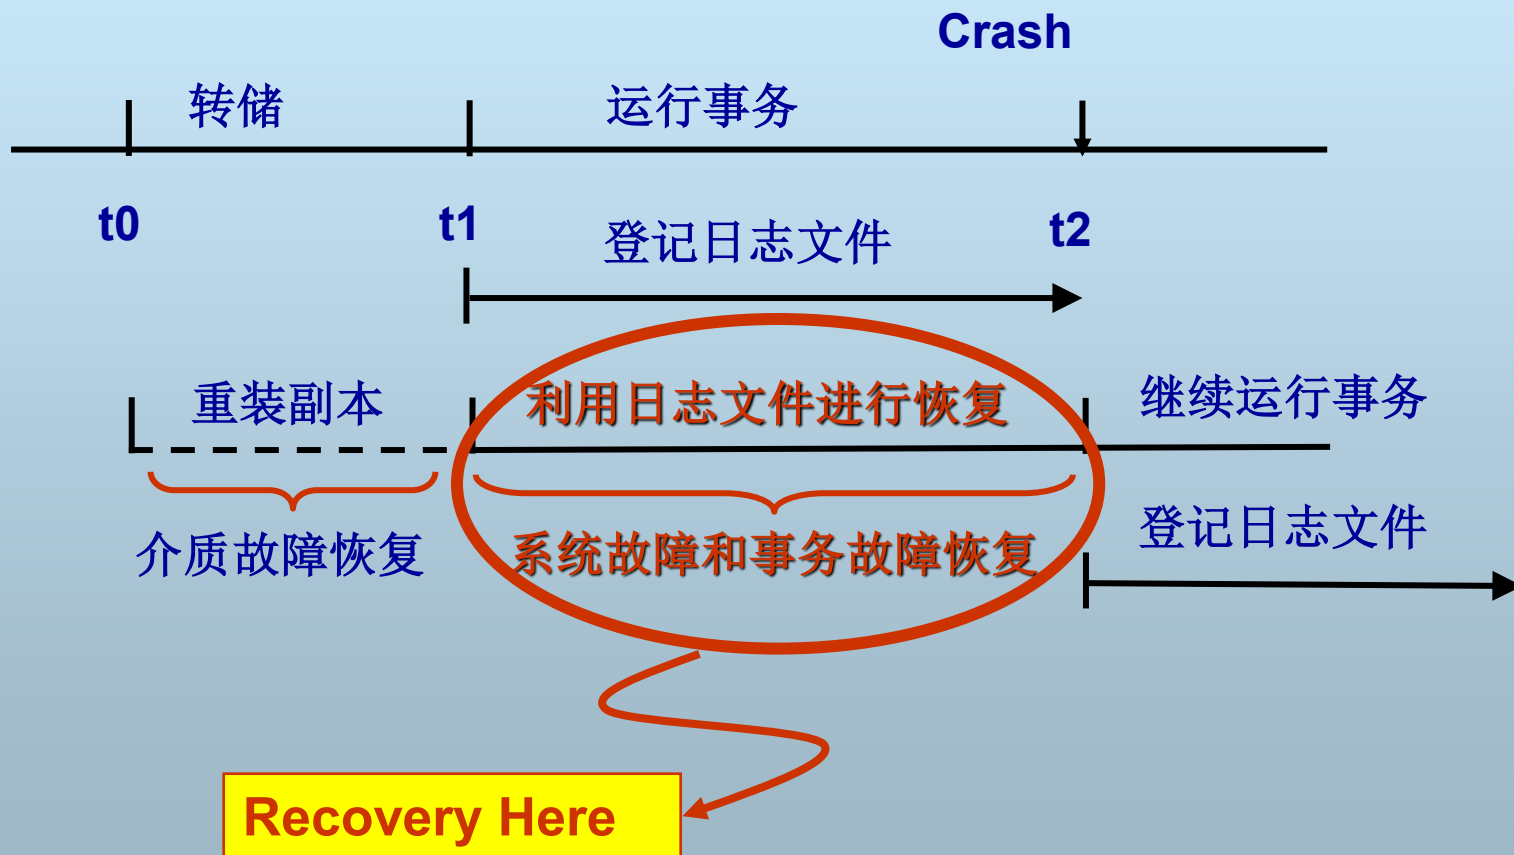 Crash
转储
运行事务
t0
t1
登记日志文件
t2
重装副本
利用日志文件进行恢复
继续运行事务
介质故障恢复
系统故障和事务故障恢复
登记日志文件
Recovery Here